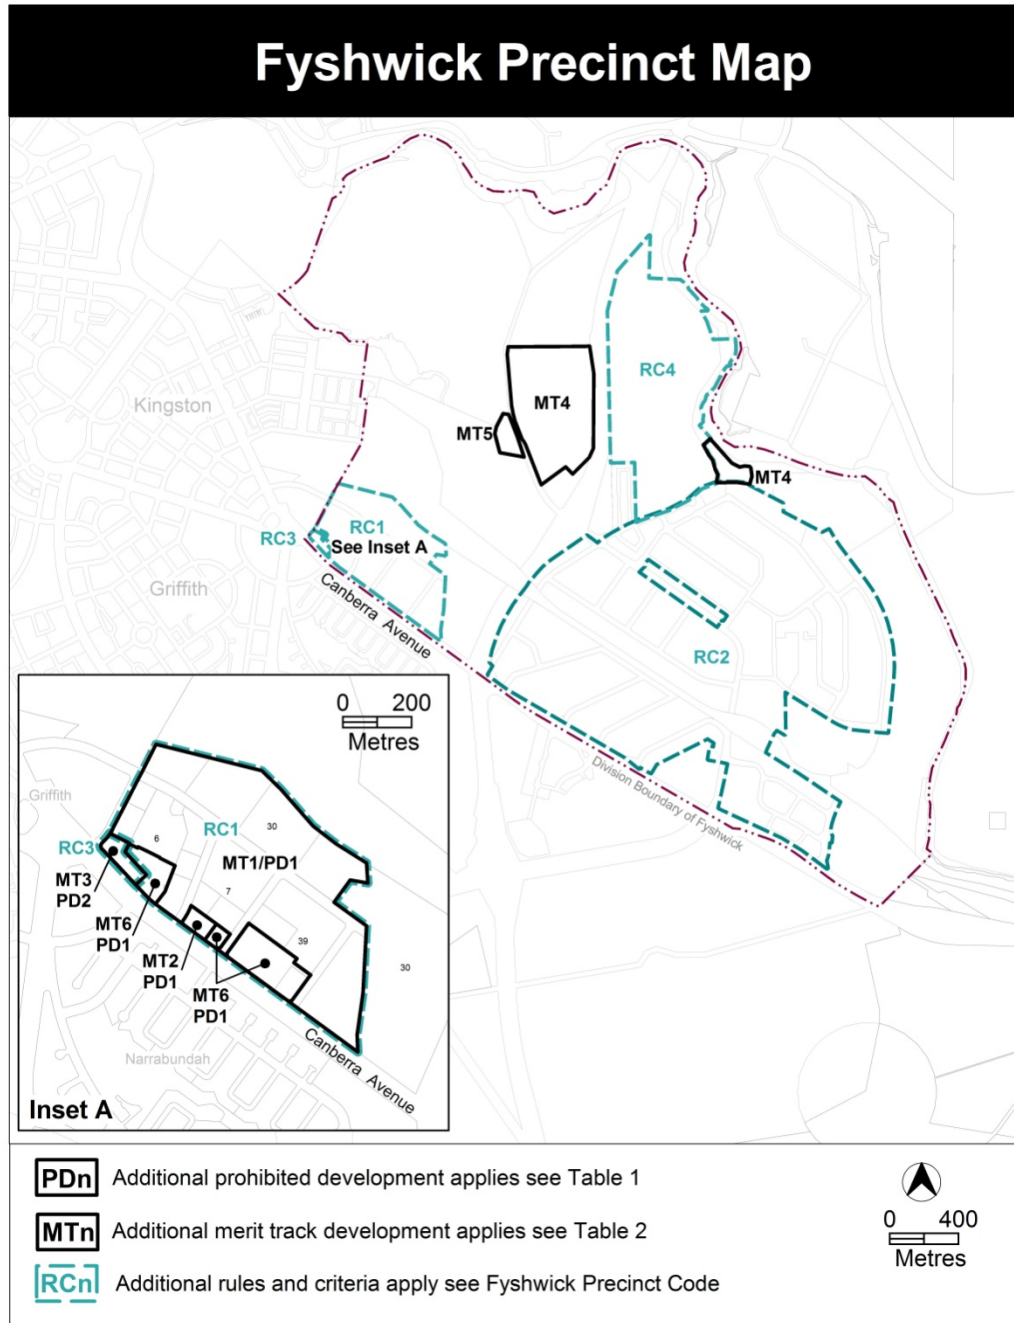 Fyshwick Precinct Map
Kingston
RC4
MT4
MT5
MT4
RC1
RC3
See Inset A
Griffith
Canberra Avenue
RC2
Division Boundary of Fyshwick
0 200
Metres
Griffith
RC1
30
6
RC3
MT1/PD1
MT3
PD2
7
MT6
PD1
39
MT2
PD1
30
MT6
PD1
Canberra Avenue
Narrabundah
Inset A
PDn Additional prohibited development applies see Table 1
MTn Additional merit track development applies see Table 2
RCn Additional rules and criteria apply see Fyshwick Precinct Code
0 400
Metres